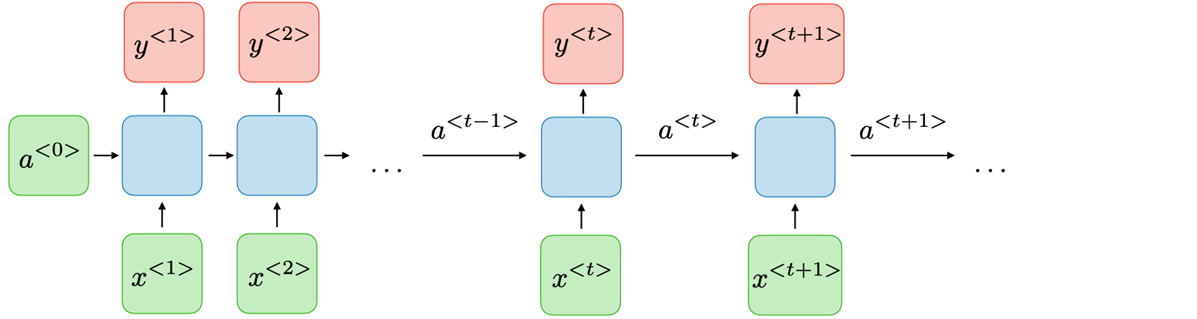 y<1> y<2> y<t> y<t+1>
a<t-1> a<t> a<t+1>
a<0> ... ...
x<1> x<2> x<t> x<t+1>